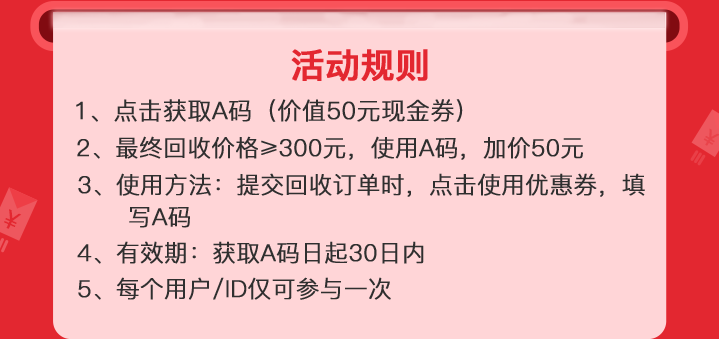 活动规则
1、点击获取A码（价值50元现金券）
2、最终回收价格≥300元，使用A码，加价50元
3、使用方法：提交回收订单时，点击使用优惠券，填
写A码
4、有效期：获取A码日起30日内
5、每个用户/ID仅可参与一次